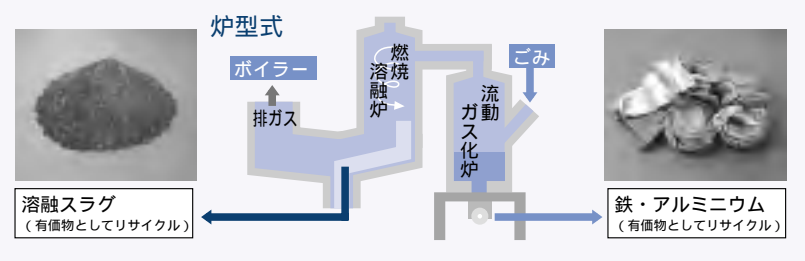 炉型式
ボイラー
排ガス
燃焼
溶融炉
ごみ
流動
ガス化炉
溶融スラグ
（有価物としてリサイクル）
鉄・アルミニウム
（有価物としてリサイクル）